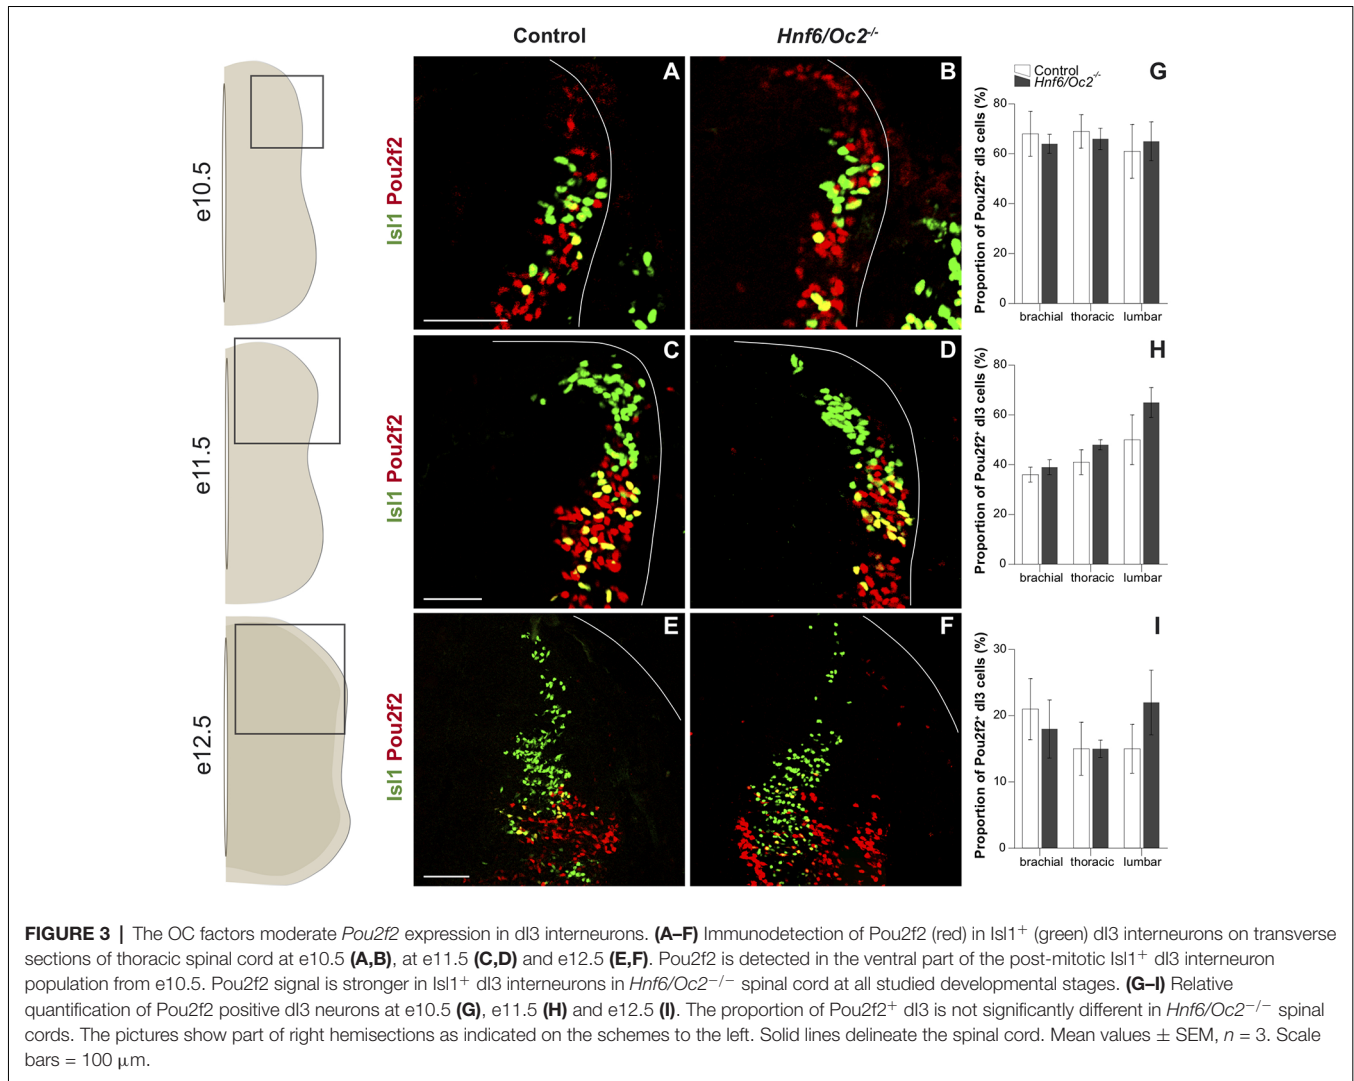 Control
Hnf6/Oc2-/-
e10.5
Isl1 Pou2f2
A
B
G
Control
Hnf6/Oc2-/-
Proportion of Pou2f2+ dI3 cells (%)
80
60
40
20
0
brachial thoracic lumbar
e11.5
Isl1 Pou2f2
C
D
H
Proportion of Pou2f2+ dI3 cells (%)
80
60
40
20
0
brachial thoracic lumbar
e12.5
Isl1 Pou2f2
E
F
I
Proportion of Pou2f2+ dI3 cells (%)
30
20
10
0
brachial thoracic lumbar
FIGURE 3 | The OC factors moderate Pou2f2 expression in dI3 interneurons. (A–F) Immunodetection of Pou2f2 (red) in Isl1+ (green) dI3 interneurons on transverse
sections of thoracic spinal cord at e10.5 (A,B), at e11.5 (C,D) and e12.5 (E,F). Pou2f2 is detected in the ventral part of the post-mitotic Isl1+ dI3 interneuron
population from e10.5. Pou2f2 signal is stronger in Isl1+ dI3 interneurons in Hnf6/Oc2−/− spinal cord at all studied developmental stages. (G–I) Relative
quantification of Pou2f2 positive dI3 neurons at e10.5 (G), e11.5 (H) and e12.5 (I). The proportion of Pou2f2+ dI3 is not significantly different in Hnf6/Oc2−/− spinal
cords. The pictures show part of right hemisections as indicated on the schemes to the left. Solid lines delineate the spinal cord. Mean values ± SEM, n = 3. Scale
bars = 100 μm.